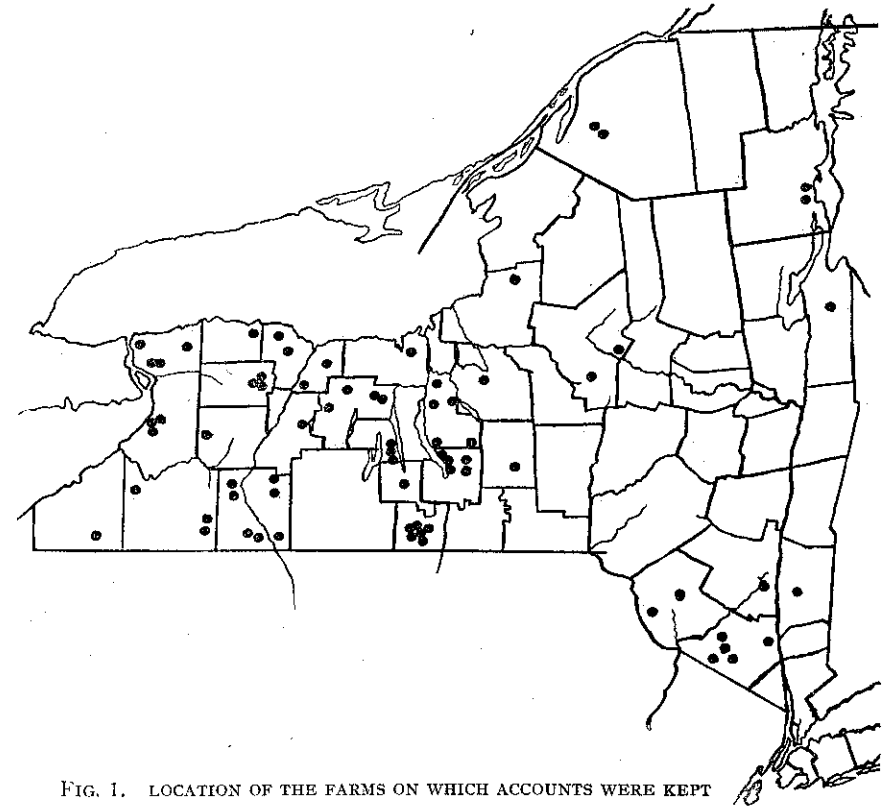 FIG. 1. LOCATION OF THE FARMS ON WHICH ACCOUNTS WERE KEPT